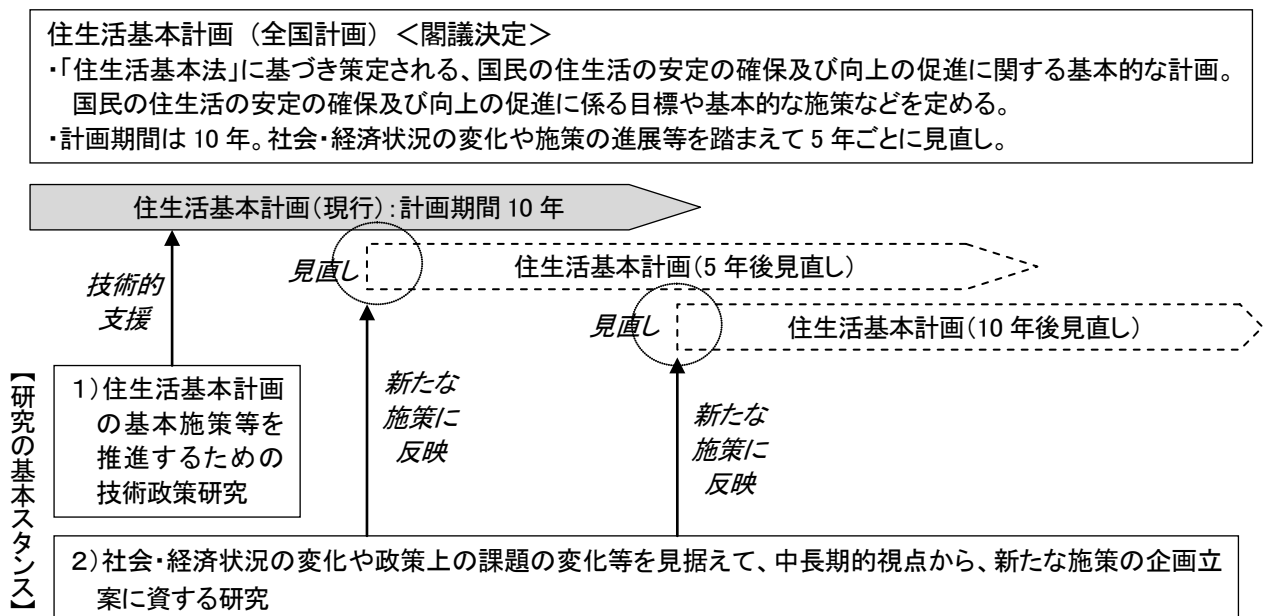 住生活基本計画（全国計画）＜閣議決定＞
・「住生活基本法」に基づき策定される、国民の住生活の安定の確保及び向上の促進に関する基本的な計画。
国民の住生活の安定の確保及び向上の促進に係る目標や基本的な施策などを定める。
・計画期間は 10 年。社会・経済状況の変化や施策の進展等を踏まえて 5 年ごとに見直し。
住生活基本計画（現行）：計画期間 10 年
見直し
住生活基本計画（5 年後見直し）
技術的
支援
見直し
住生活基本計画（10 年後見直し）
【研究の基本スタンス】
１）住生活基本計画
の基本施策等を
推進するための
技術政策研究
新たな
施策に
反映
新たな
施策に
反映
２）社会・経済状況の変化や政策上の課題の変化等を見据えて、中長期的視点から、新たな施策の企画立
案に資する研究